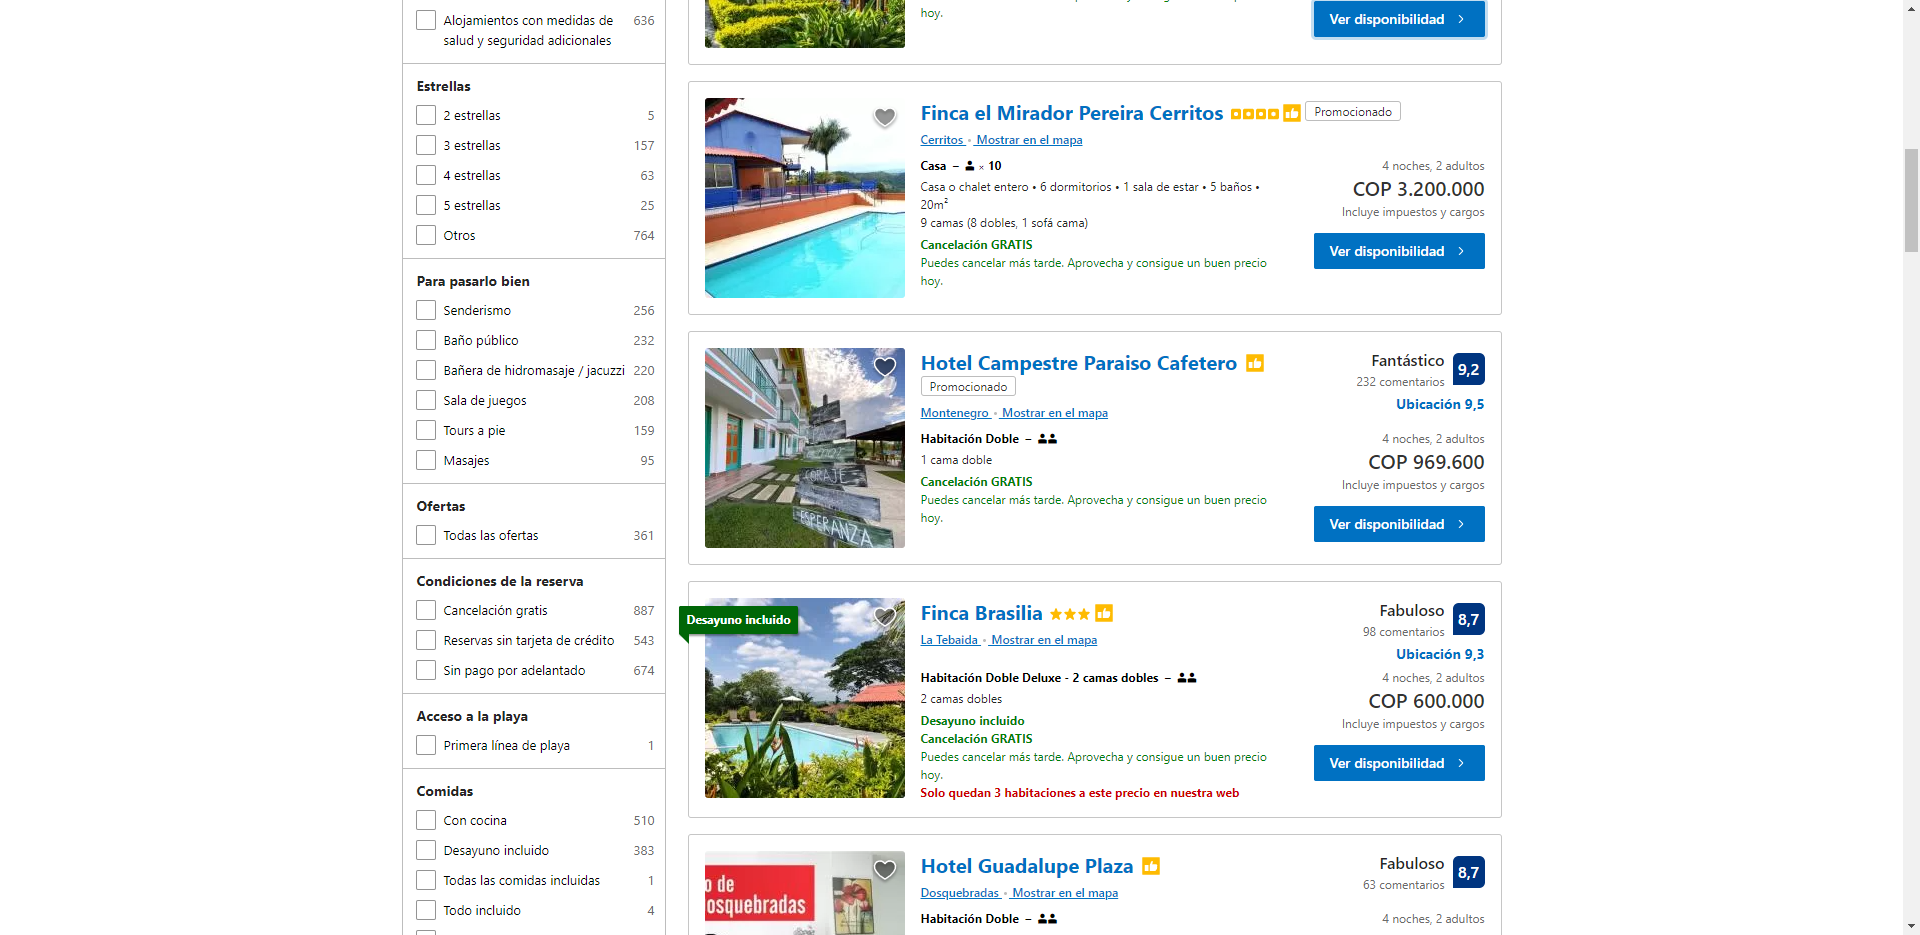 Alojamientos con medidas de 636
salud y seguridad adicionales
Estrellas
2 estrellas 5
3 estrellas 157
4 estrellas 63
5 estrellas 25
Otros 764
Para pasarlo bien
Senderismo 256
Baño público 232
Bañera de hidromasaje / jacuzzi 220
Sala de juegos 208
Tours a pie 159
Masajes 95
Ofertas
Todas las ofertas 361
Condiciones de la reserva
Cancelación gratis 887
Reservas sin tarjeta de crédito 543
Sin pago por adelantado 674
Acceso a la playa
Primera línea de playa 1
Comidas
Con cocina 510
Desayuno incluido 383
Todas las comidas incluidas 1
Todo incluido 4
hoy.
Ver disponibilidad
Finca el Mirador Pereira Cerritos Promocionado
Cerritos • Mostrar en el mapa
Casa – × 10
Casa o chalet entero • 6 dormitorios • 1 sala de estar • 5 baños •
20m²
9 camas (8 dobles, 1 sofá cama)
Cancelación GRATIS
Puedes cancelar más tarde. Aprovecha y consigue un buen precio
hoy.
4 noches, 2 adultos
COP 3.200.000
Incluye impuestos y cargos
Ver disponibilidad
CORAJE
ESPERANZA
Hotel Campestre Paraiso Cafetero
Promocionado
Montenegro • Mostrar en el mapa
Habitación Doble –
1 cama doble
Cancelación GRATIS
Puedes cancelar más tarde. Aprovecha y consigue un buen precio
hoy.
Fantástico 9,2
232 comentarios
Ubicación 9,5
4 noches, 2 adultos
COP 969.600
Incluye impuestos y cargos
Ver disponibilidad
Desayuno incluido
Finca Brasilia
La Tebaida • Mostrar en el mapa
Habitación Doble Deluxe - 2 camas dobles –
2 camas dobles
Desayuno incluido
Cancelación GRATIS
Puedes cancelar más tarde. Aprovecha y consigue un buen precio
hoy.
Solo quedan 3 habitaciones a este precio en nuestra web
Fabuloso 8,7
98 comentarios
Ubicación 9,3
4 noches, 2 adultos
COP 600.000
Incluye impuestos y cargos
Ver disponibilidad
o de
osquebradas
Hotel Guadalupe Plaza
Dosquebradas • Mostrar en el mapa
Habitación Doble –
Fabuloso 8,7
63 comentarios
4 noches, 2 adultos